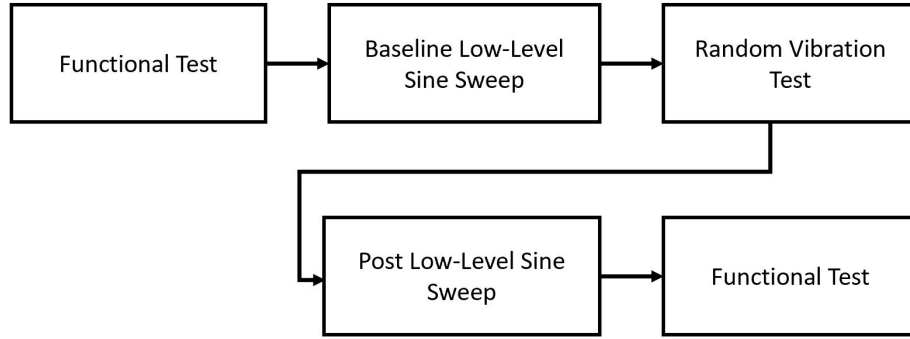 Functional Test
Baseline Low-Level
Sine Sweep
Random Vibration
Test
Post Low-Level Sine
Sweep
Functional Test